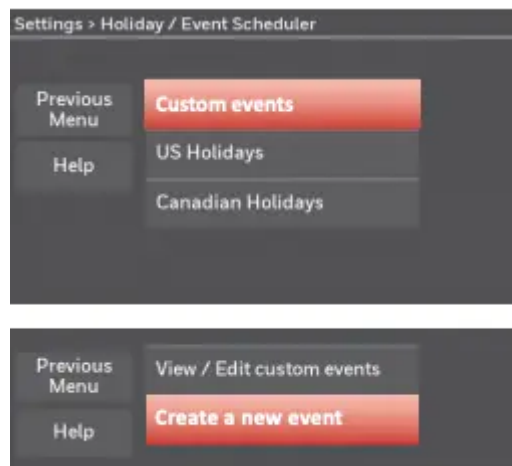 Settings > Holiday / Event Scheduler
Previous
Menu
Custom events
Help
US Holidays
Canadian Holidays
Previous
Menu
View / Edit custom events
Help
Create a new event